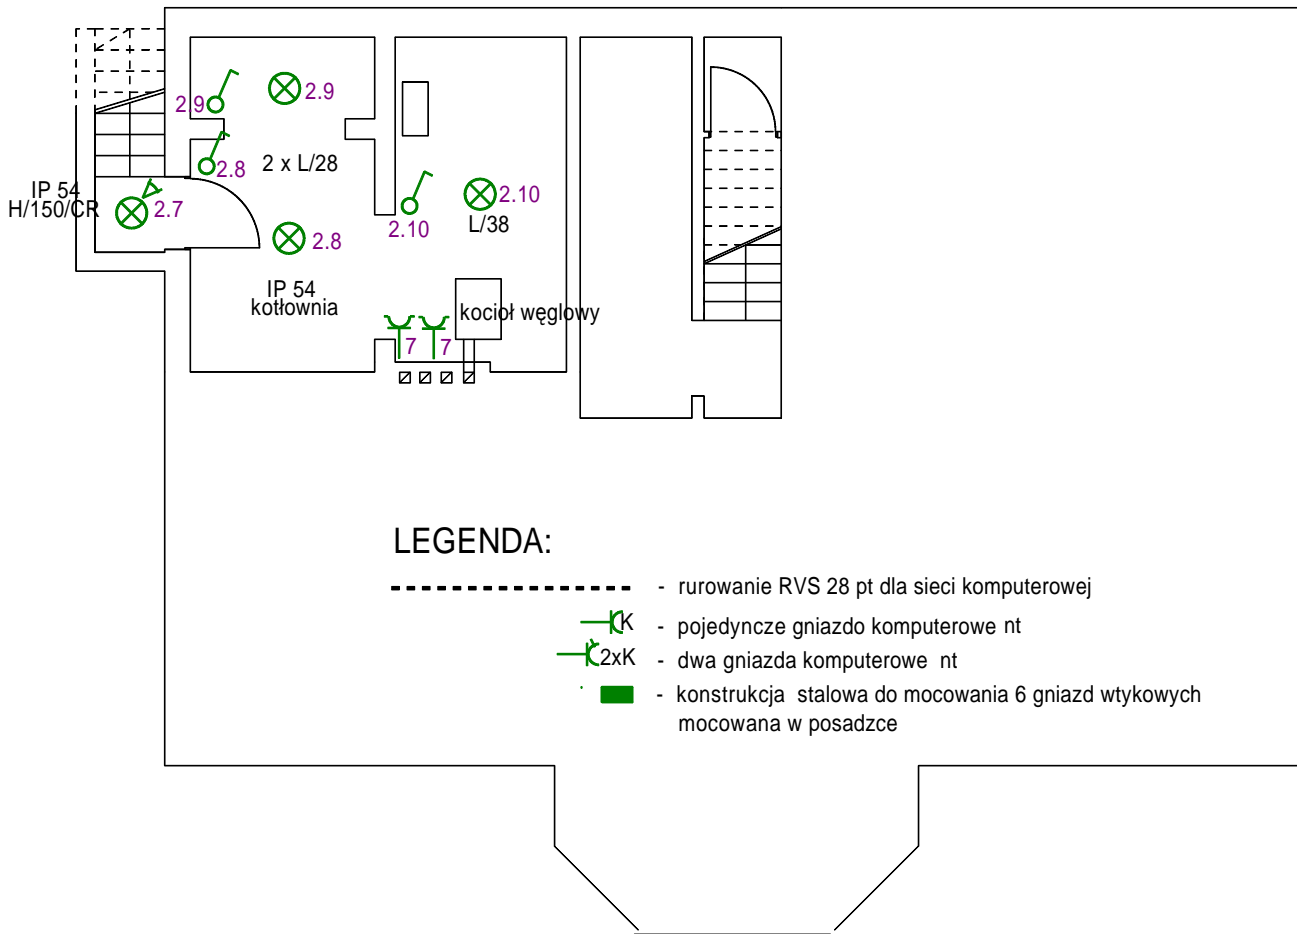 2.9
2.9
2 x L/28
2.8
IP 54
H/150/CR
2.7
2.10
2.10
L/38
2.8
IP 54
kotłownia
kocioł węglowy
7
7
LEGENDA:
- rurowanie RVS 28 pt dla sieci komputerowej
K - pojedyncze gniazdo komputerowe nt
2xK - dwa gniazda komputerowe nt
- konstrukcja stalowa do mocowania 6 gniazd wtykowych
mocowana w posadzce